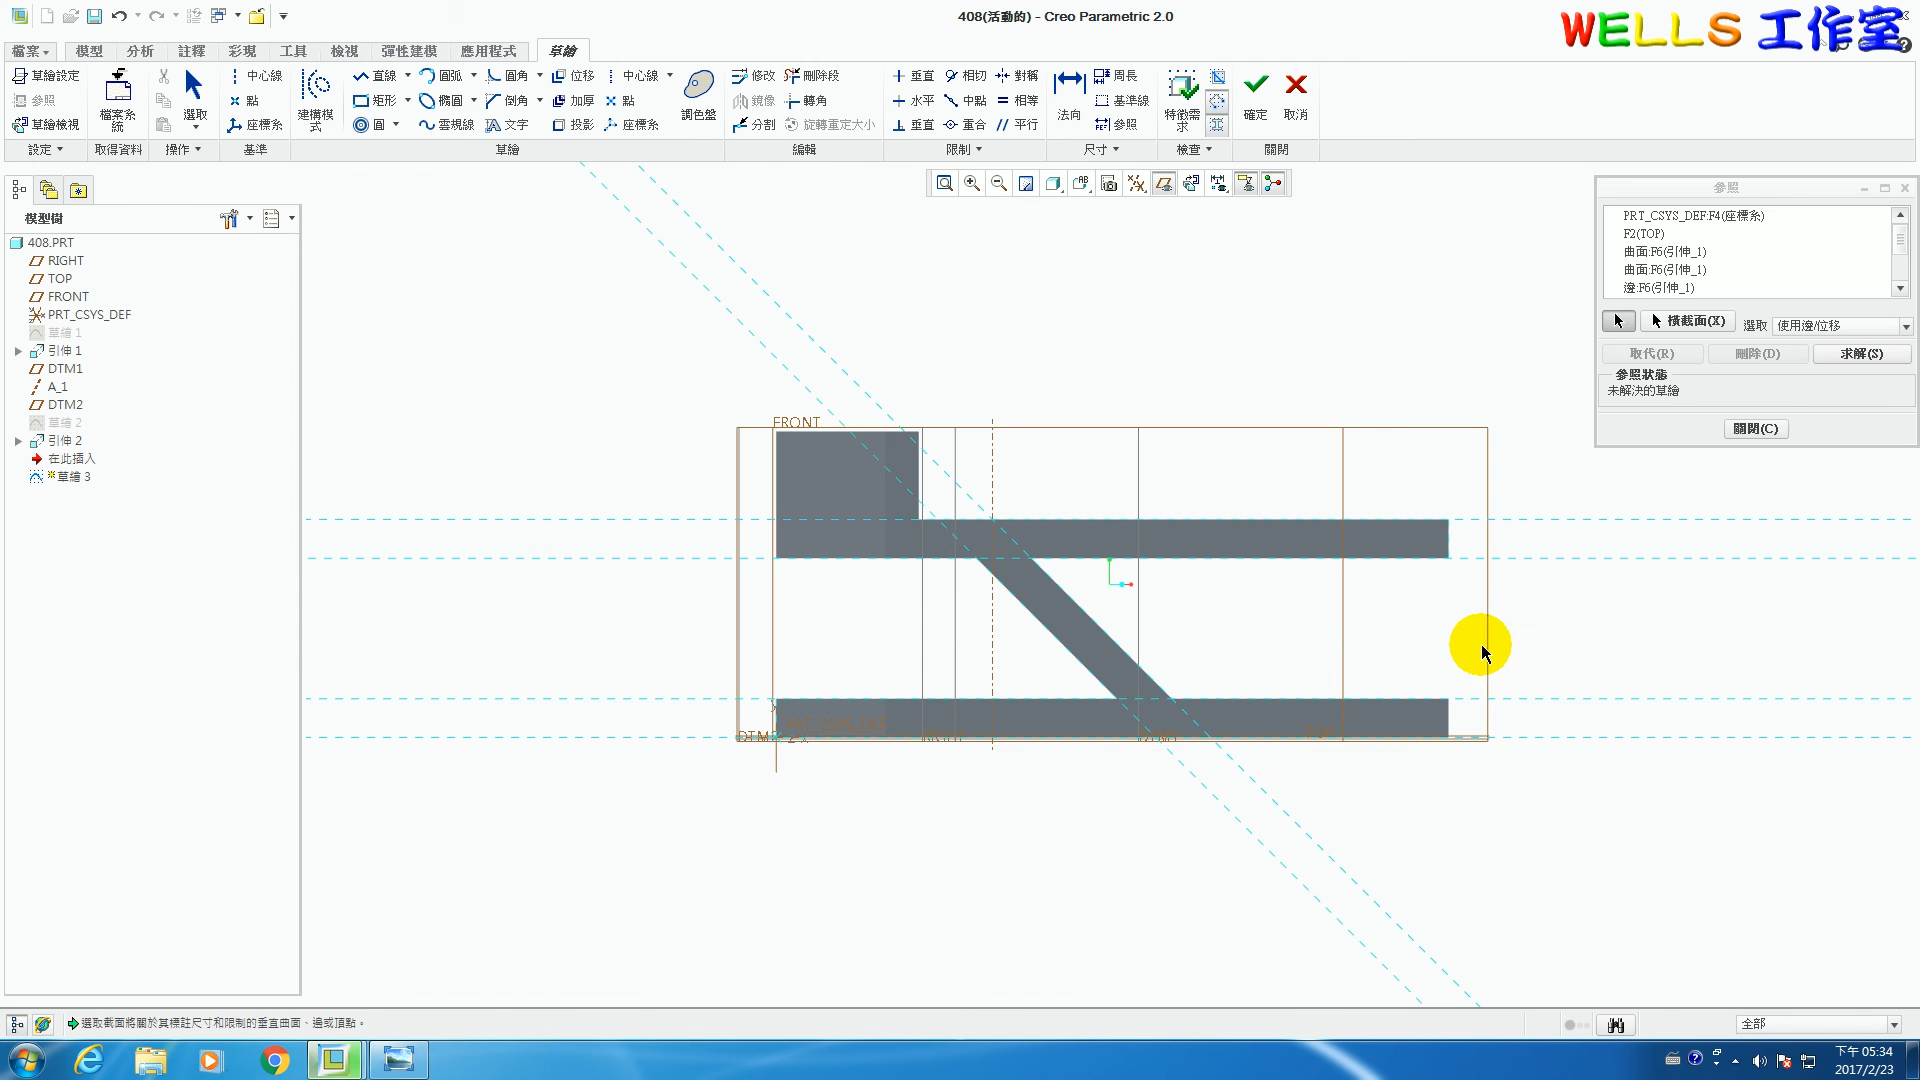 408(活動的) - Creo Parametric 2.0
WELLS 工作室
檔案 模型 分析 註釋 彩現 工具 檢視 彈性建模 應用程式 草繪
草繪設定 中心線 直線 圓弧 圓角 位移 中心線 修改 刪除段 垂直 相切 對稱 周長
參照 點 矩形 橢圓 倒角 加厚 點 鏡像 轉角 水平 中點 相等 基準線
草繪檢視 座標系 圓 雲規線 文字 投影 座標系 分割 旋轉重定大小 垂直 重合 平行 參照
檔案系統 選取 建構模式 調色盤 法向 特徵需求 確定 取消
設定 取得資料 操作 基準 草繪 編輯 限制 尺寸 檢查 關閉
模型樹
408.PRT
RIGHT
TOP
FRONT
PRT_CSYS_DEF
草繪 1
引伸 1
DTM1
A_1
DTM2
草繪 2
引伸 2
在此插入
草繪 3
FRONT
PRT_CSYS_DEF
參照
PRT_CSYS_DEF:F4(座標系)
F2(TOP)
曲面:F6(引伸_1)
曲面:F6(引伸_1)
邊:F6(引伸_1)
橫截面(X) 選取 使用邊/位移
取代(R) 刪除(D) 求解(S)
參照狀態
未解決的草繪
關閉(C)
選取截面將關於其標註尺寸和限制的垂直曲面、邊或頂點。
全部
下午 05:34
2017/2/23